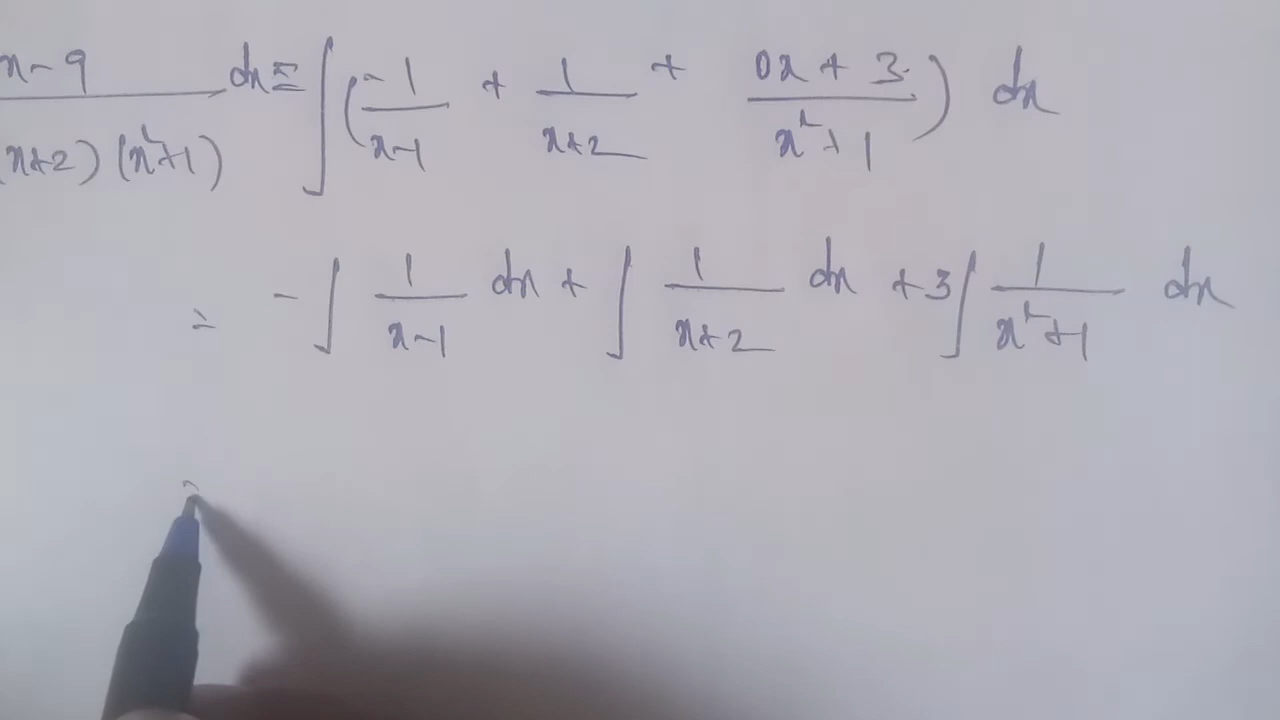 x - 9 / (x+2) (x²+1) dx = ∫ ( -1/(x-1) + 1/(x+2) + (0x + 3)/(x²+1) ) dx
= - ∫ 1/(x-1) dx + ∫ 1/(x+2) dx + 3 ∫ 1/(x²+1) dx